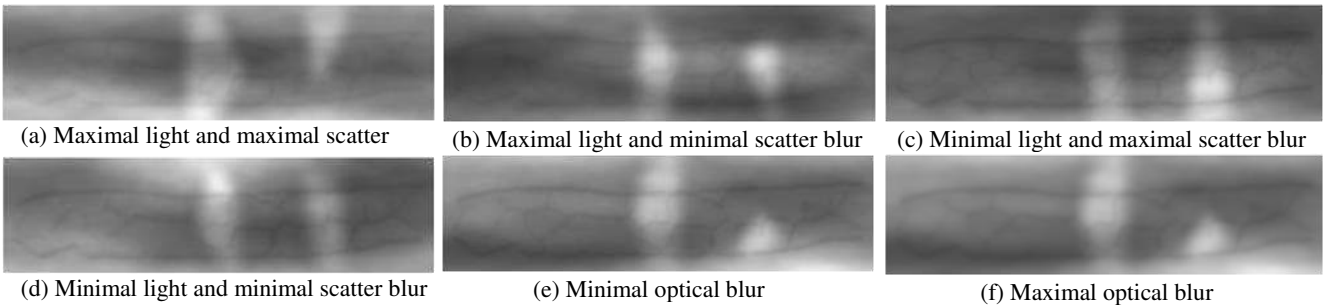 (a) Maximal light and maximal scatter
(b) Maximal light and minimal scatter blur
(c) Minimal light and maximal scatter blur
(d) Minimal light and minimal scatter blur
(e) Minimal optical blur
(f) Maximal optical blur